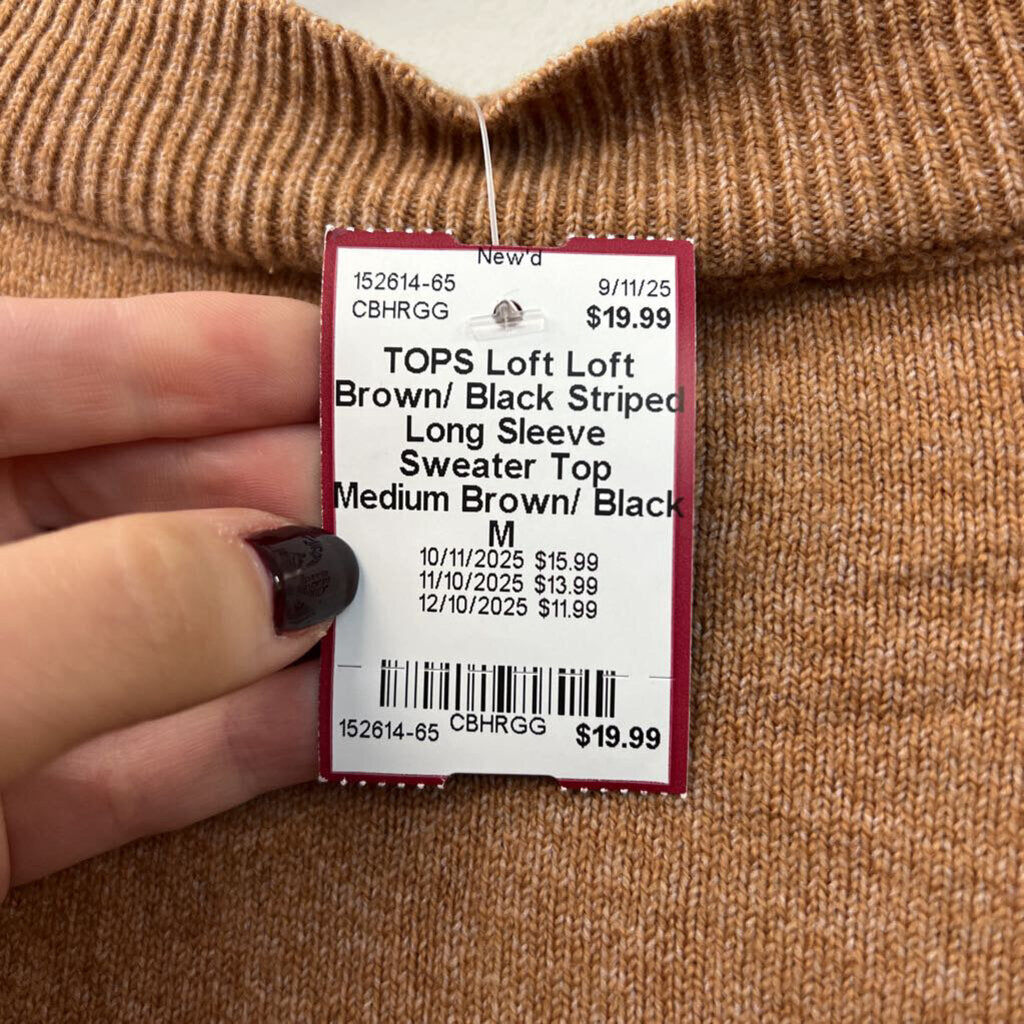 New'd
152614-65 9/11/25
CBHRGG $19.99
TOPS Loft Loft
Brown/ Black Striped
Long Sleeve
Sweater Top
Medium Brown/ Black
M
10/11/2025 $15.99
11/10/2025 $13.99
12/10/2025 $11.99
152614-65 CBHRGG $19.99